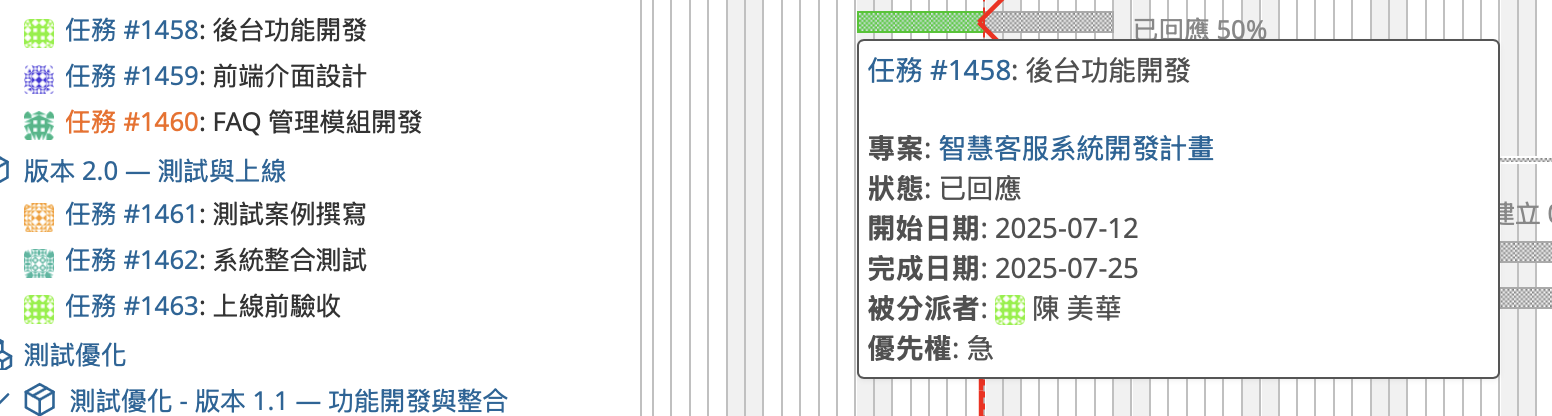 任務 #1458: 後台功能開發
任務 #1459: 前端介面設計
任務 #1460: FAQ 管理模組開發
版本 2.0 — 測試與上線
任務 #1461: 測試案例撰寫
任務 #1462: 系統整合測試
任務 #1463: 上線前驗收
測試優化
測試優化 - 版本 1.1 — 功能開發與整合
已回應 50%
任務 #1458: 後台功能開發
專案: 智慧客服系統開發計畫
狀態: 已回應
開始日期: 2025-07-12
完成日期: 2025-07-25
被分派者: 陳 美華
優先權: 急
建立